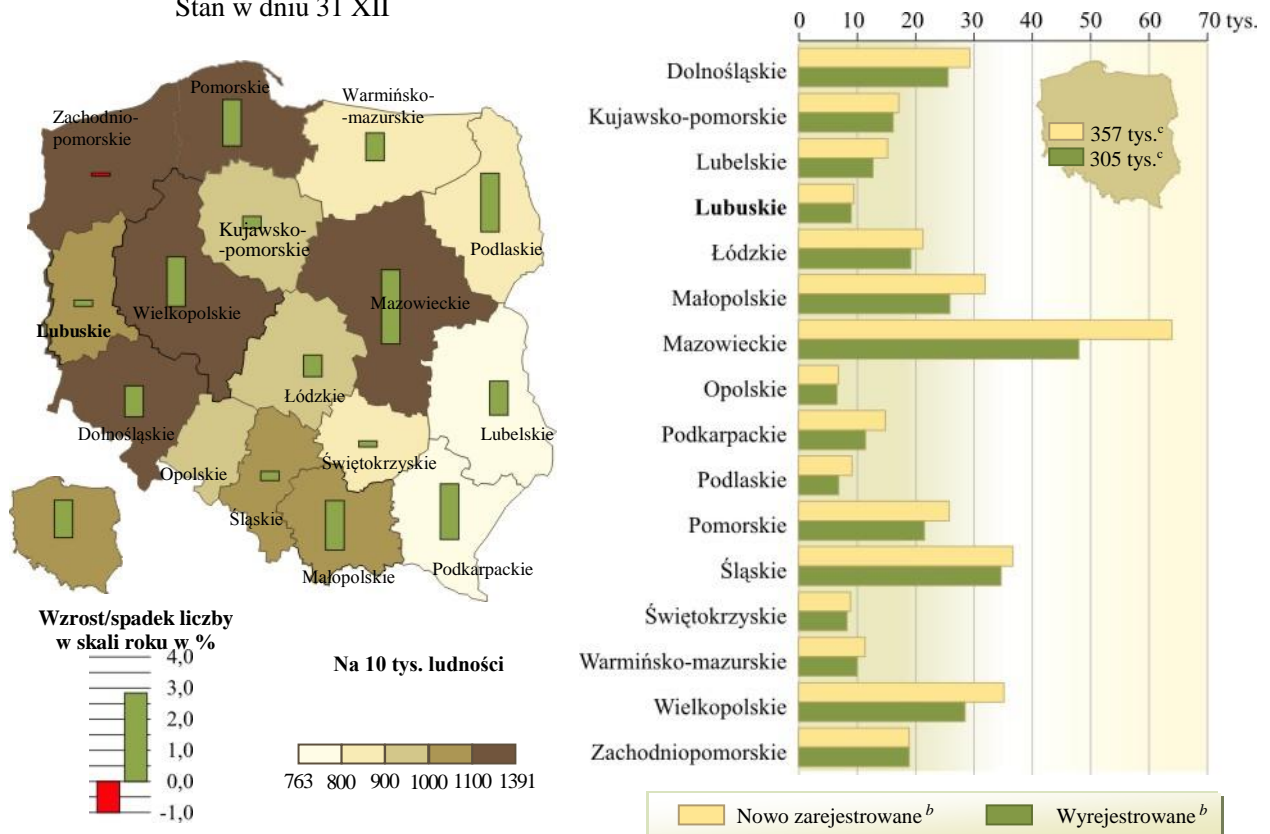 Stan w dniu 31 XII
Pomorskie
Warmińsko-
-mazurskie
Zachodnio-
pomorskie
Kujawsko-
-pomorskie
Podlaskie
Wielkopolskie
Mazowieckie
Lubuskie
Łódzkie
Dolnośląskie
Lubelskie
Opolskie
Świętokrzyskie
Śląskie
Małopolskie
Podkarpackie
Wzrost/spadek liczby
w skali roku w %
4,0
3,0
2,0
1,0
0,0
-1,0
Na 10 tys. ludności
763 800 900 1000 1100 1391
0 10 20 30 40 50 60 70 tys.
Dolnośląskie
Kujawsko-pomorskie
Lubelskie
Lubuskie
Łódzkie
Małopolskie
Mazowieckie
Opolskie
Podkarpackie
Podlaskie
Pomorskie
Śląskie
Świętokrzyskie
Warmińsko-mazurskie
Wielkopolskie
Zachodniopomorskie
357 tys.c
305 tys.c
Nowo zarejestrowane b Wyrejestrowane b